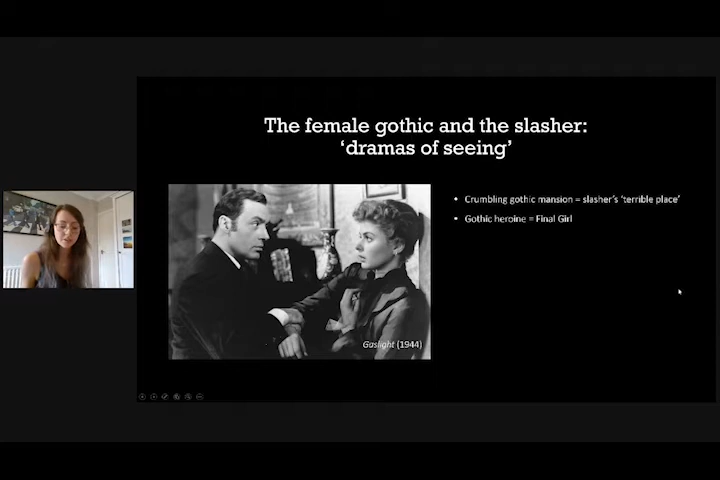 The female gothic and the slasher:
‘dramas of seeing’
• Crumbling gothic mansion = slasher’s ‘terrible place’
• Gothic heroine = Final Girl
Gaslight (1944)